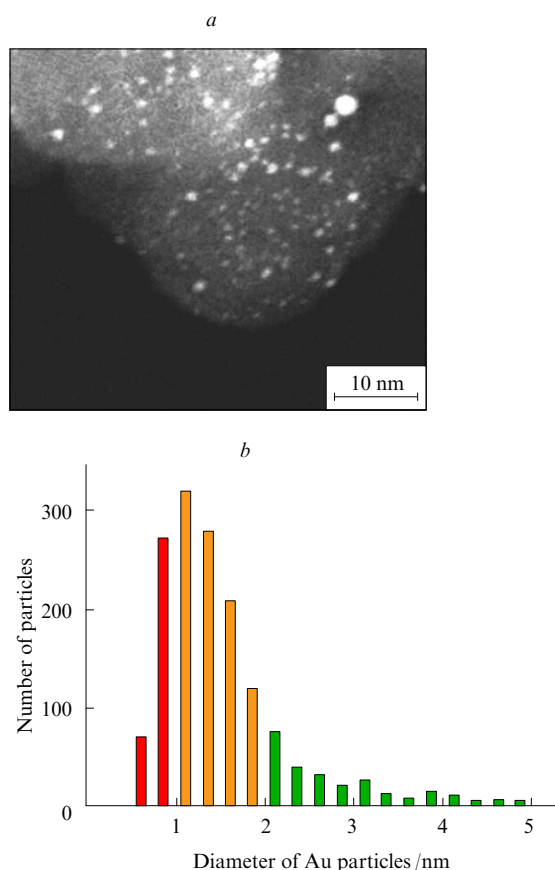 a
10 nm
b
Number of particles
300
200
100
0
1 2 3 4 5
Diameter of Au particles /nm